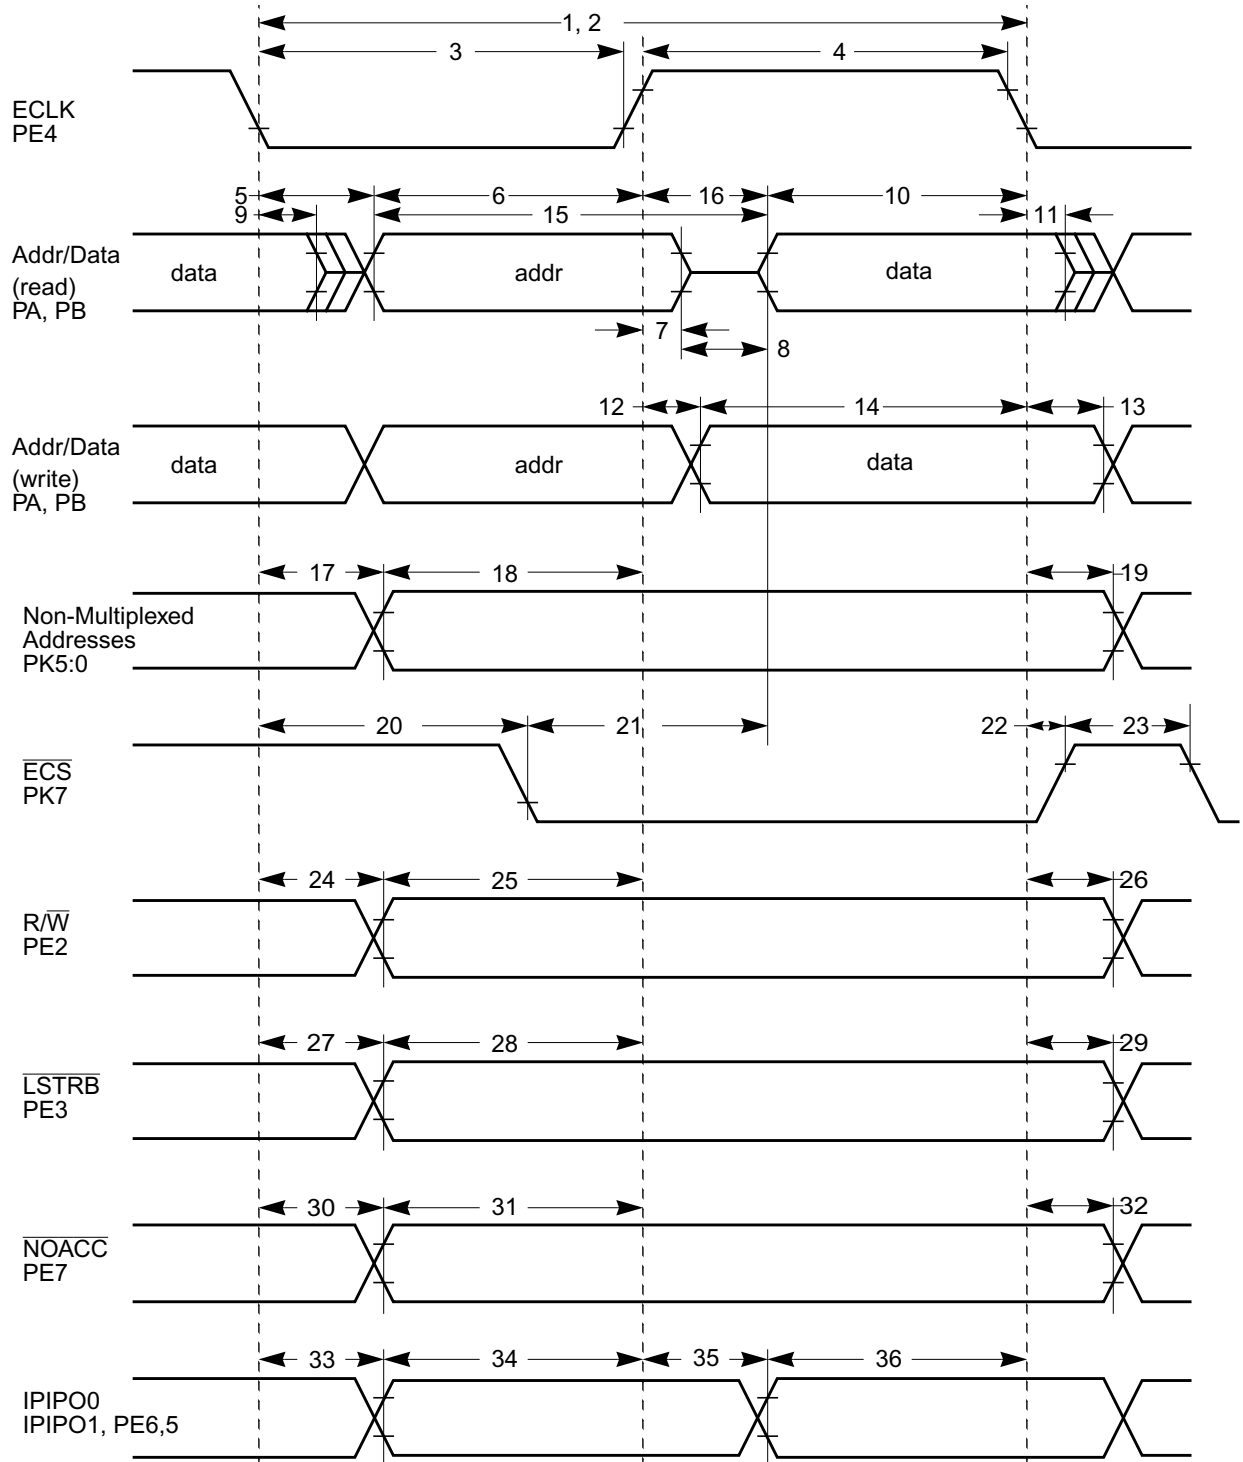 1, 2
3
4
ECLK
PE4
5
6
16
10
9
15
11
Addr/Data
(read)
PA, PB
data
addr
data
7
8
12
14
13
Addr/Data
(write)
PA, PB
data
addr
data
17
18
19
Non-Multiplexed
Addresses
PK5:0
20
21
22
23
ECS
PK7
24
25
26
R/W
PE2
27
28
29
LSTRB
PE3
30
31
32
NOACC
PE7
33
34
35
36
IPIPO0
IPIPO1, PE6,5